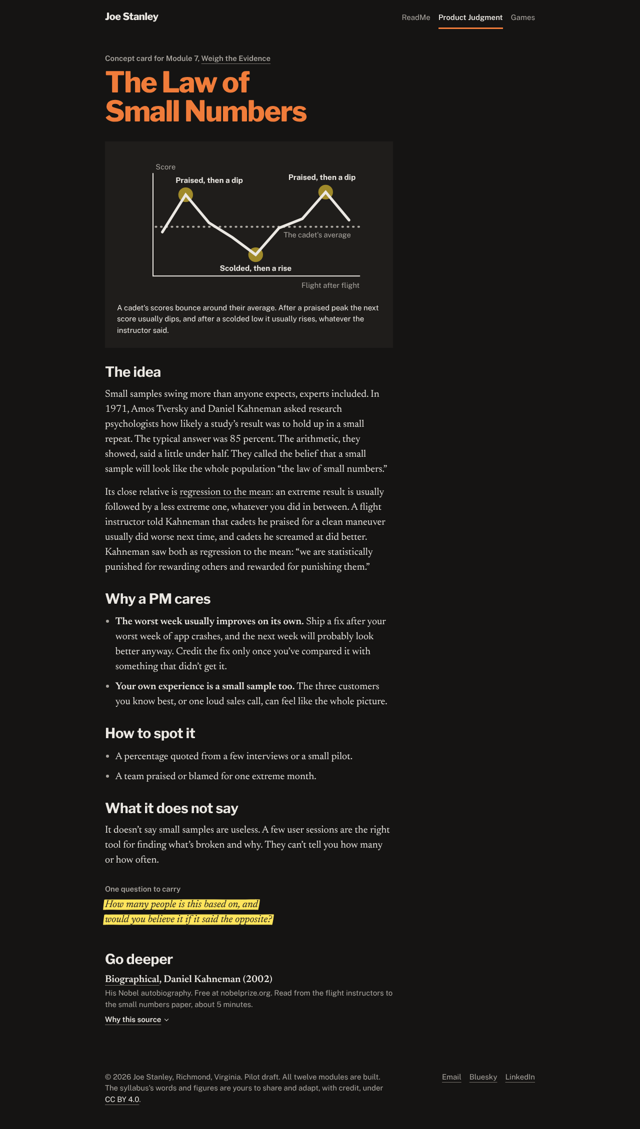 Joe Stanley
ReadMe Product Judgment Games
Concept card for Module 7, Weigh the Evidence
The Law of
Small Numbers
Score
Praised, then a dip
Praised, then a dip
The cadet's average
Scolded, then a rise
Flight after flight
A cadet's scores bounce around their average. After a praised peak the next
score usually dips, and after a scolded low it usually rises, whatever the
instructor said.
The idea
Small samples swing more than anyone expects, experts included. In
1971, Amos Tversky and Daniel Kahneman asked research
psychologists how likely a study's result was to hold up in a small
repeat. The typical answer was 85 percent. The arithmetic, they
showed, said a little under half. They called the belief that a small
sample will look like the whole population “the law of small numbers.”
Its close relative is regression to the mean: an extreme result is usually
followed by a less extreme one, whatever you did in between. A flight
instructor told Kahneman that cadets he praised for a clean maneuver
usually did worse next time, and cadets he screamed at did better.
Kahneman saw both as regression to the mean: “we are statistically
punished for rewarding others and rewarded for punishing them.”
Why a PM cares
• The worst week usually improves on its own. Ship a fix after your
worst week of app crashes, and the next week will probably look
better anyway. Credit the fix only once you've compared it with
something that didn't get it.
• Your own experience is a small sample too. The three customers
you know best, or one loud sales call, can feel like the whole picture.
How to spot it
• A percentage quoted from a few interviews or a small pilot.
• A team praised or blamed for one extreme month.
What it does not say
It doesn't say small samples are useless. A few user sessions are the right
tool for finding what's broken and why. They can't tell you how many
or how often.
One question to carry
How many people is this based on, and
would you believe it if it said the opposite?
Go deeper
Biographical, Daniel Kahneman (2002)
His Nobel autobiography. Free at nobelprize.org. Read from the flight instructors to
the small numbers paper, about 5 minutes.
Why this source
© 2026 Joe Stanley, Richmond, Virginia. Pilot draft. All twelve modules are built.
The syllabus's words and figures are yours to share and adapt, with credit, under
CC BY 4.0.
Email Bluesky LinkedIn